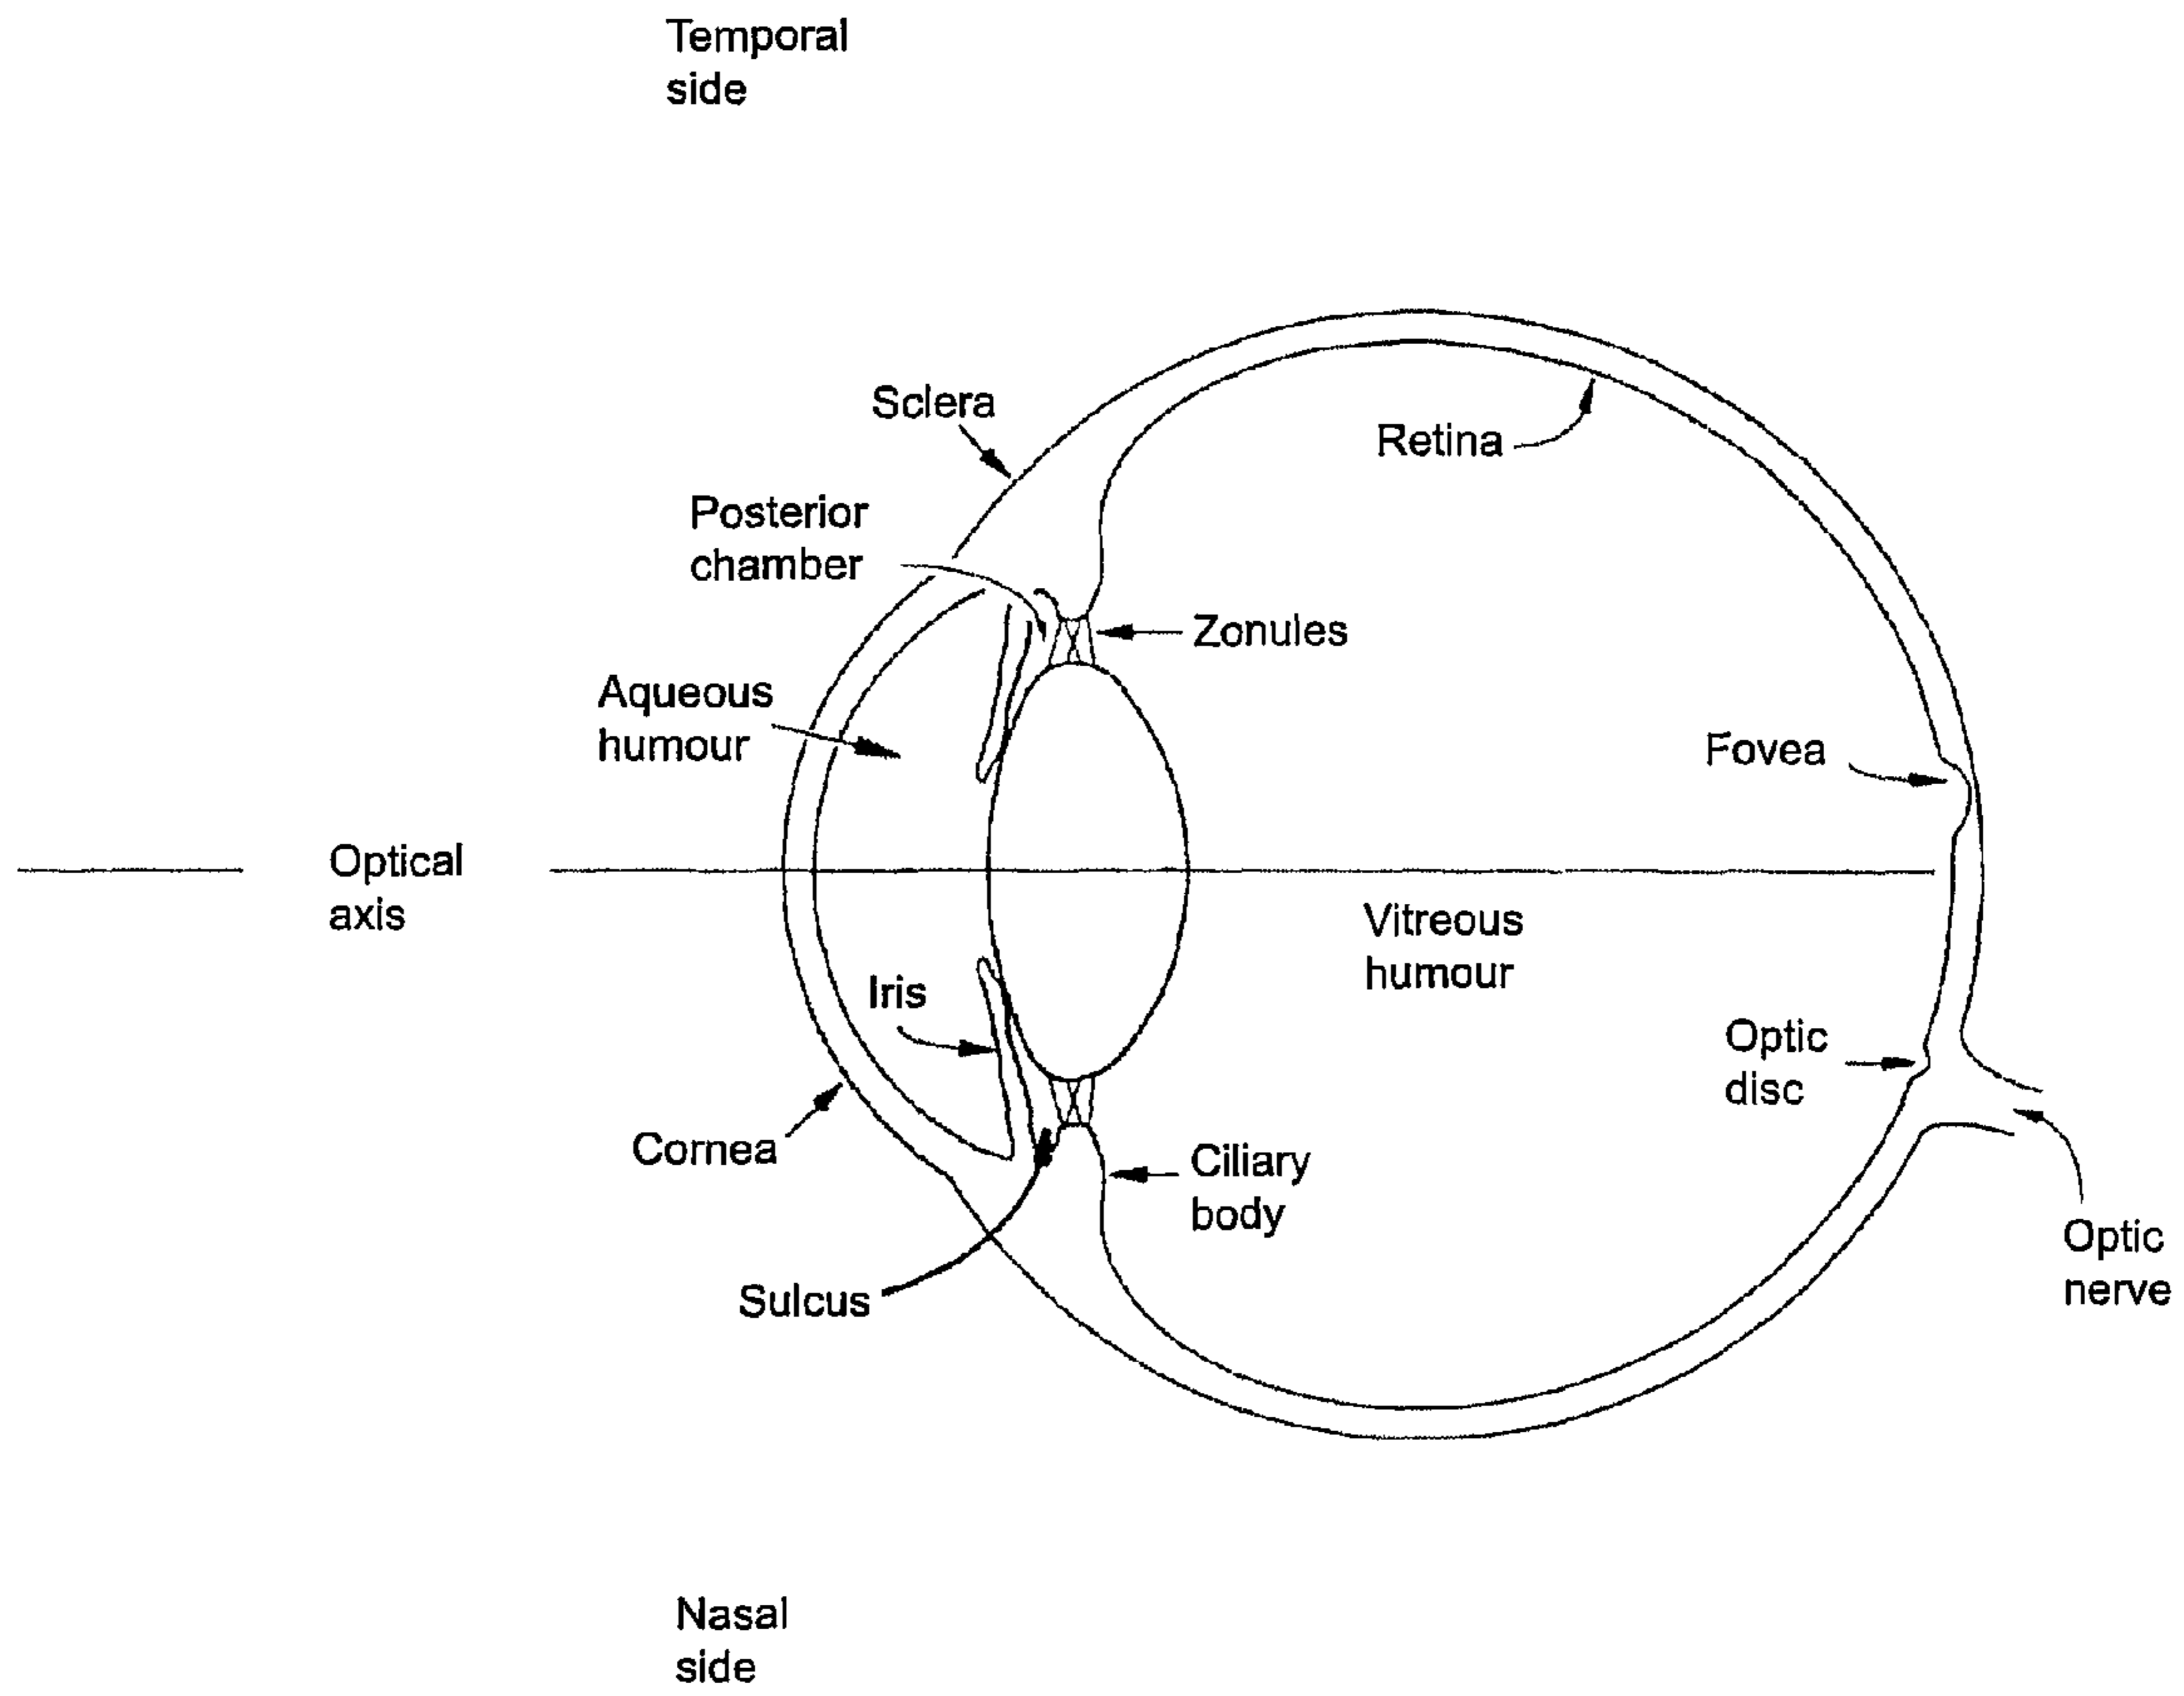 Temporal
side
Sclera
Retina
Posterior
chamber
Zonules
Aqueous
humour
Fovea
Optical
axis
Vitreous
humour
Iris
Optic
disc
Cornea
Ciliary
body
Optic
nerve
Sulcus
Nasal
side